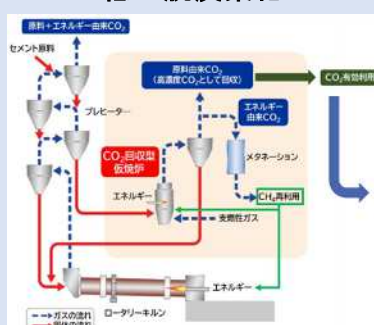 原料+エネルギー由来CO₂
セメント原料
原料由来CO₂
(高濃度CO₂として回収)
CO₂有効利用
エネルギー
由来CO₂
プレヒーター
CO₂回収型
仮焼炉
メタネーション
エネルギー
CH₄再利用
支燃性ガス
エネルギー
ロータリーキルン
ガスの流れ
固体の流れ